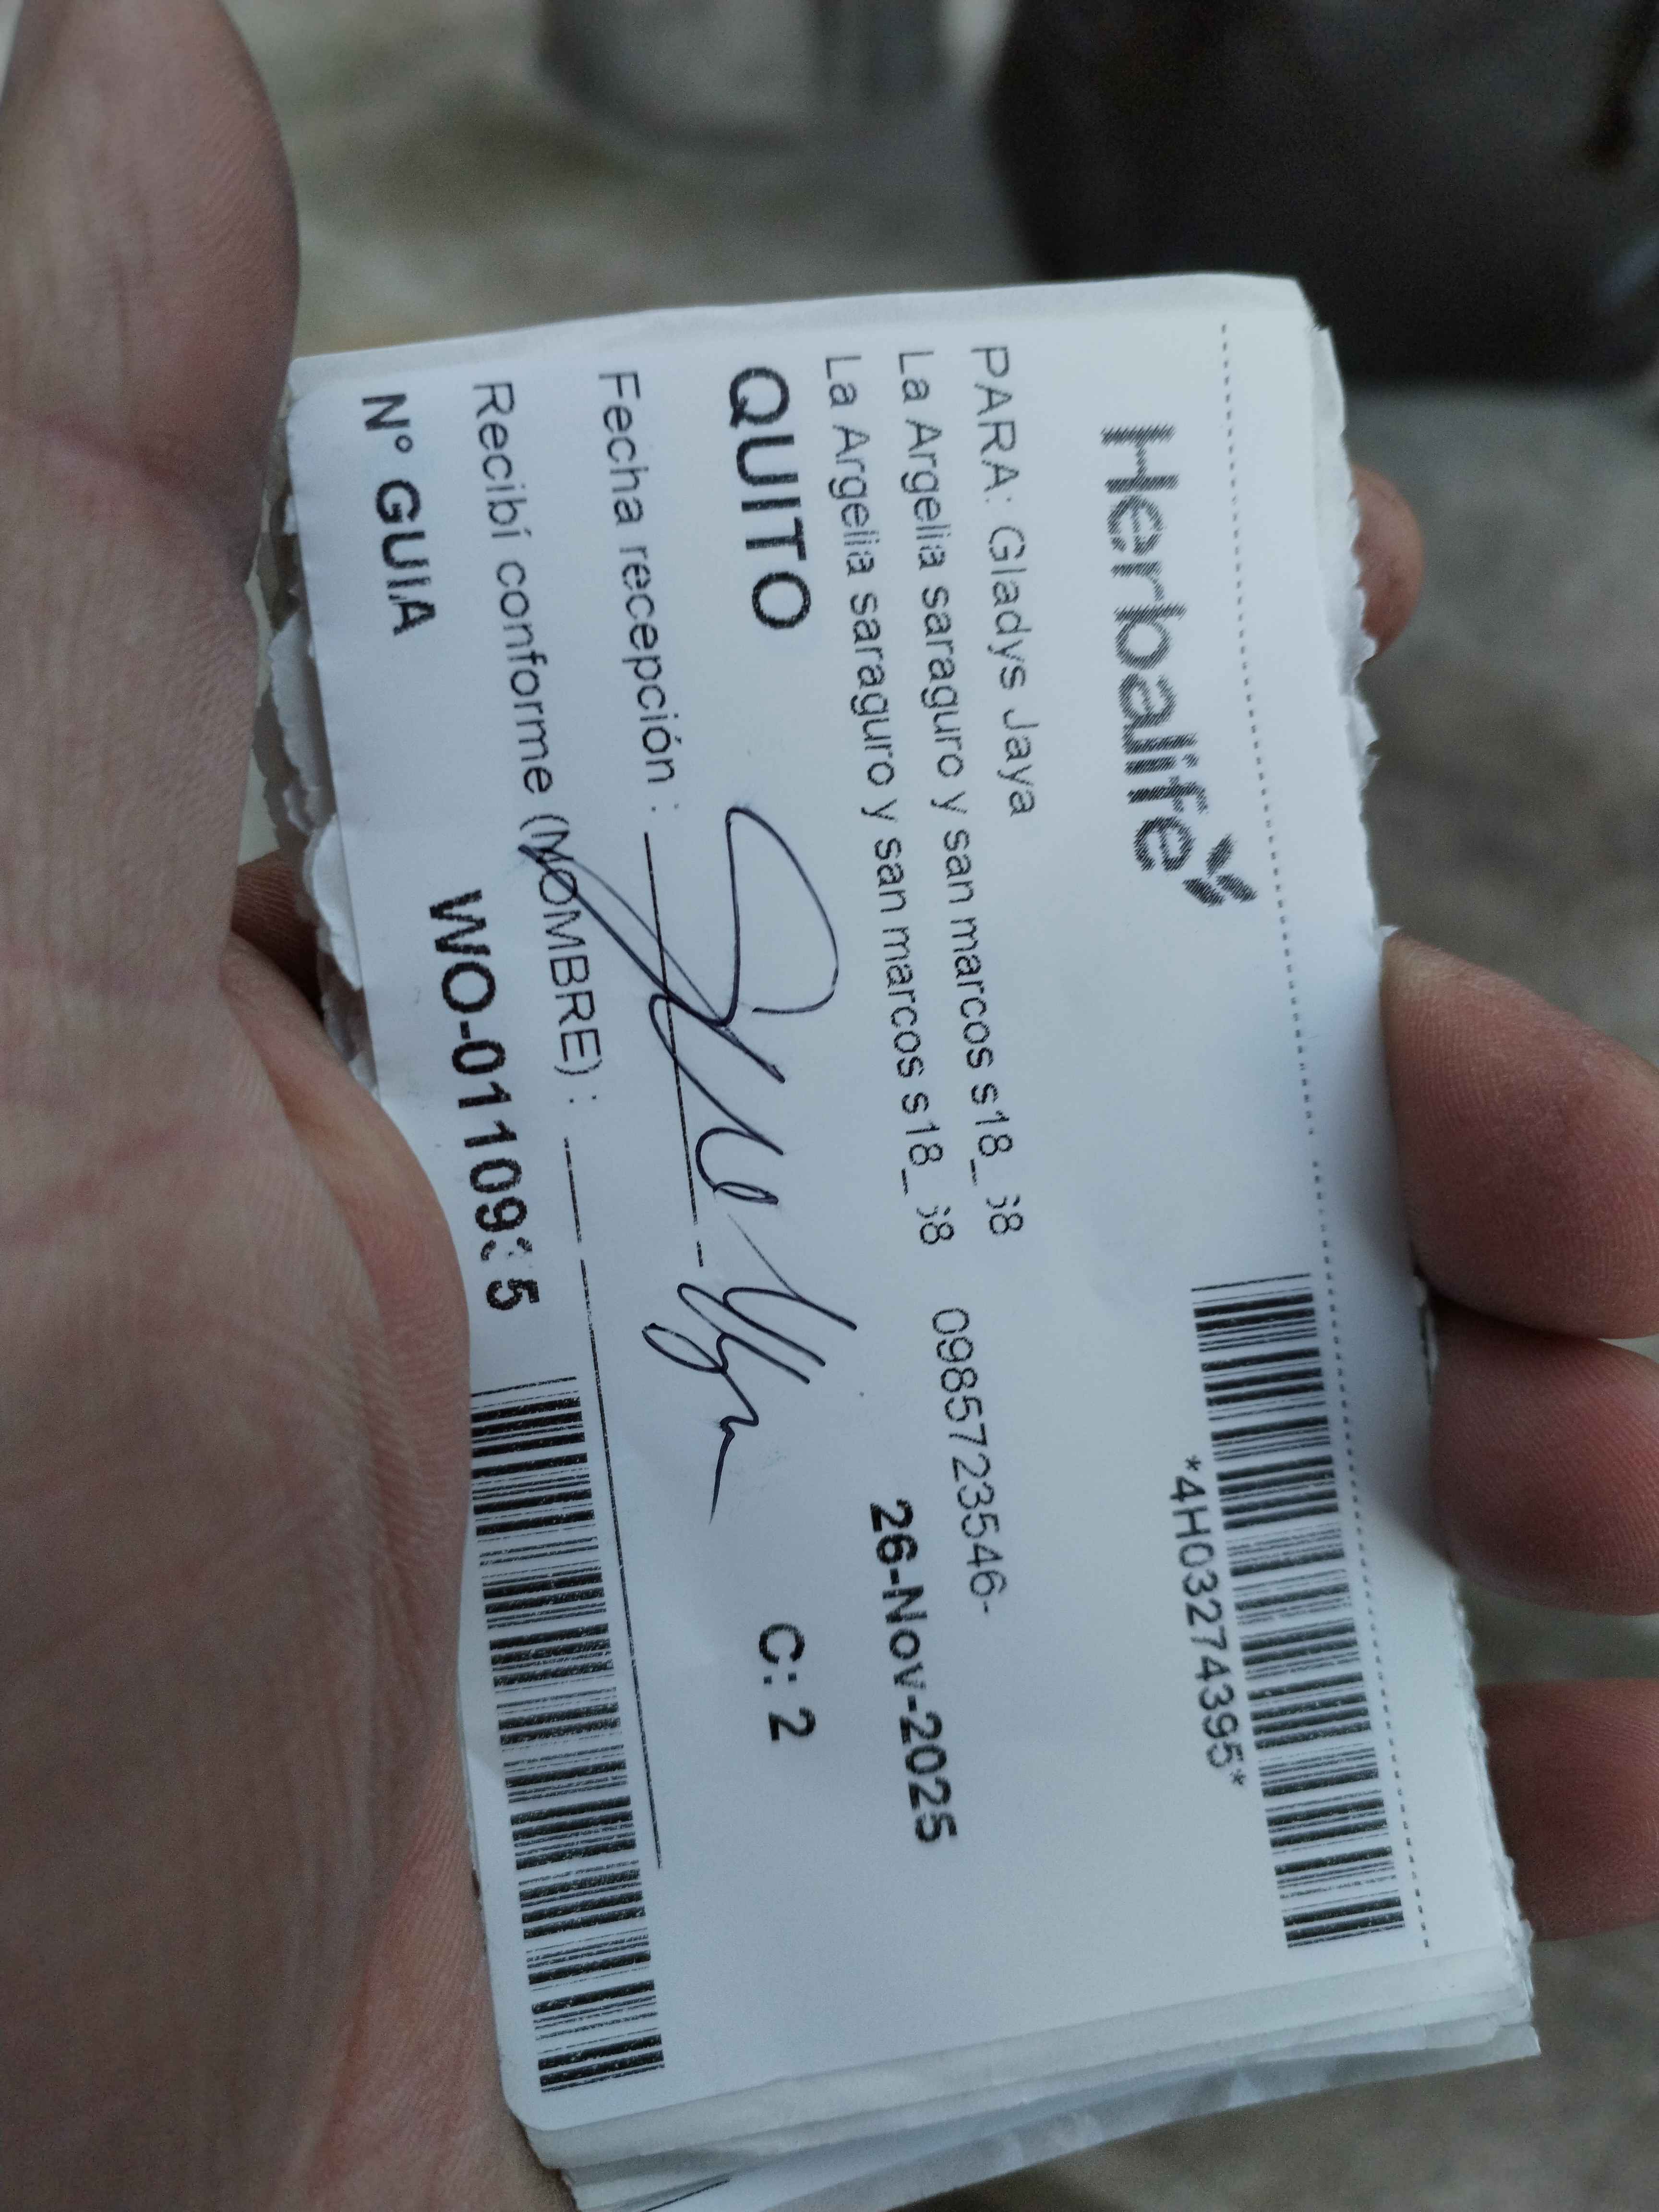 Herbalife
*4H03274395*
PARA: Gladys Jaya
La Argelia saraguro y san marcos 0985723546-
La Argelia saraguro y san marcos
26-Nov-2025
QUITO C: 2
Fecha recepción :
Recibí conforme (NOMBRE) :
N° GUIA